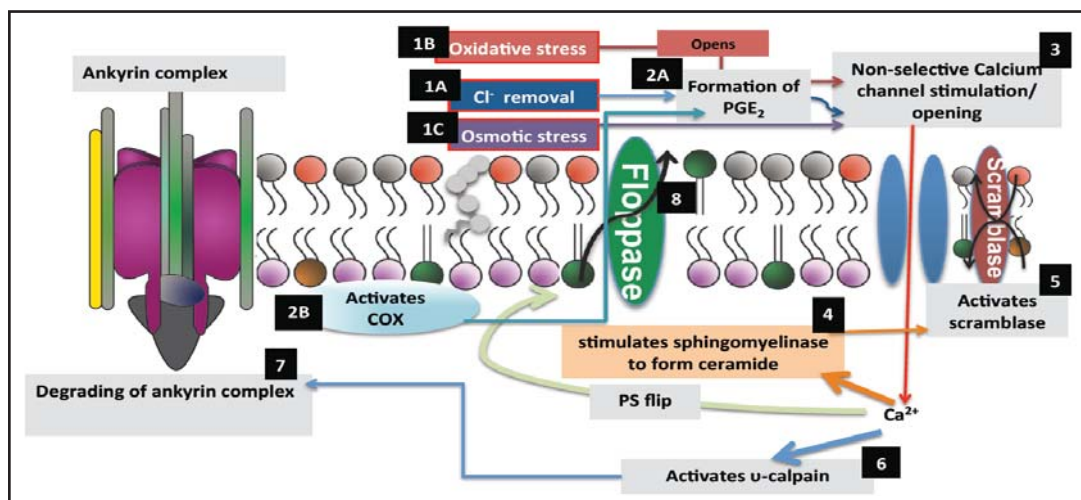 1B
Oxidative stress
Opens
3
Ankyrin complex
1A
Cl⁻ removal
2A
Formation of
PGE₂
Non-selective Calcium
channel stimulation/
opening
1C
Osmotic stress
Floppase
8
Scramblase
2B
Activates
COX
4
stimulates sphingomyelinase
to form ceramide
5
Activates
scramblase
7
Degrading of ankyrin complex
PS flip
Ca²⁺
6
Activates υ-calpain